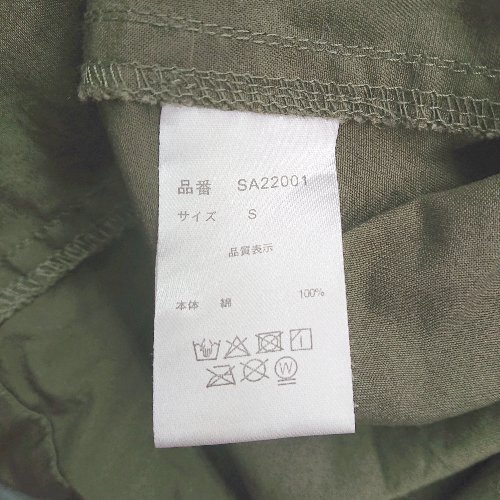 品番 SA22001
サイズ S
品質表示
本体 綿 100%
W